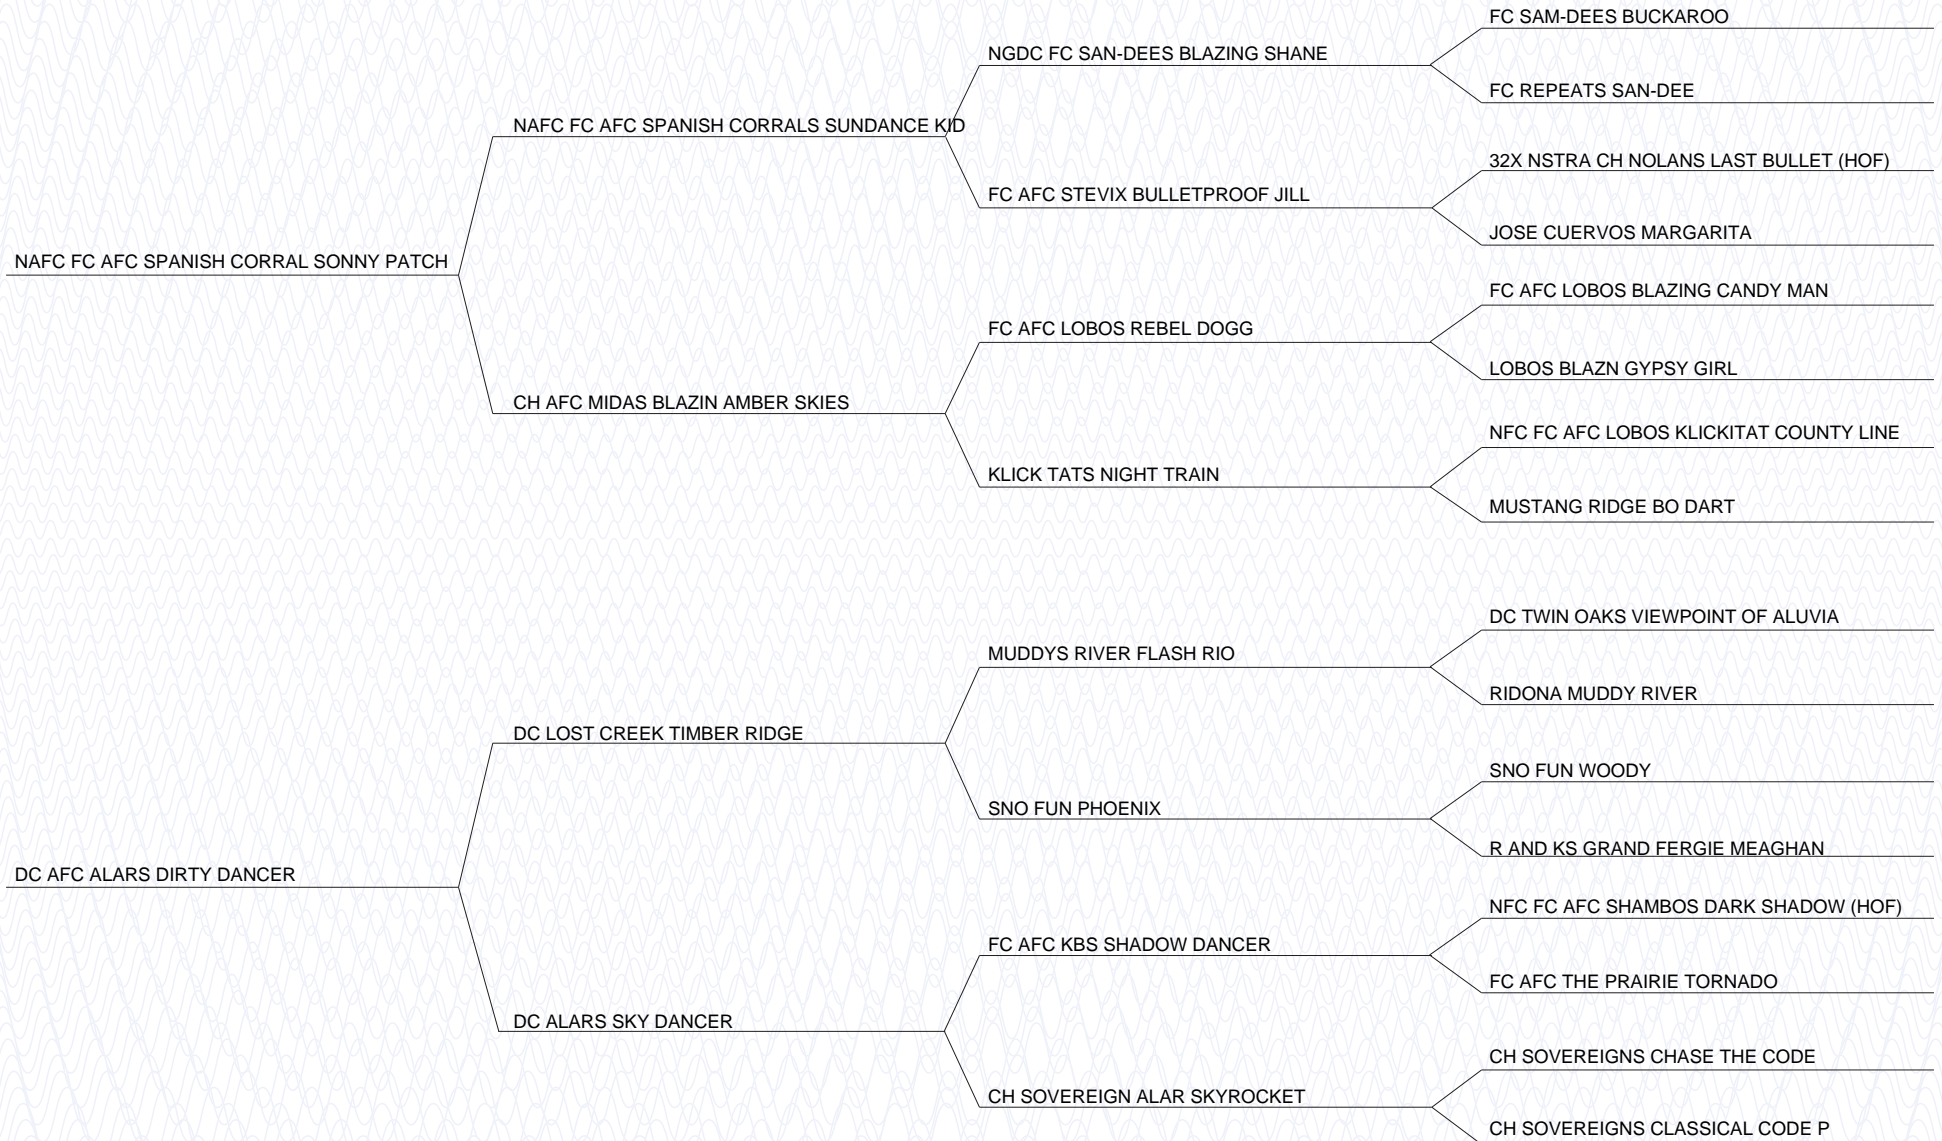 FC SAM-DEES BUCKAROO
NGDC FC SAN-DEES BLAZING SHANE
FC REPEATS SAN-DEE
NAFC FC AFC SPANISH CORRALS SUNDANCE KID
32X NSTRA CH NOLANS LAST BULLET (HOF)
FC AFC STEVIX BULLETPROOF JILL
JOSE CUERVOS MARGARITA
NAFC FC AFC SPANISH CORRAL SONNY PATCH
FC AFC LOBOS BLAZING CANDY MAN
FC AFC LOBOS REBEL DOGG
LOBOS BLAZN GYPSY GIRL
CH AFC MIDAS BLAZIN AMBER SKIES
NFC FC AFC LOBOS KLICKITAT COUNTY LINE
KLICK TATS NIGHT TRAIN
MUSTANG RIDGE BO DART
DC TWIN OAKS VIEWPOINT OF ALUVIA
MUDDYS RIVER FLASH RIO
RIDONA MUDDY RIVER
DC LOST CREEK TIMBER RIDGE
SNO FUN WOODY
SNO FUN PHOENIX
R AND KS GRAND FERGIE MEAGHAN
DC AFC ALARS DIRTY DANCER
NFC FC AFC SHAMBOS DARK SHADOW (HOF)
FC AFC KBS SHADOW DANCER
FC AFC THE PRAIRIE TORNADO
DC ALARS SKY DANCER
CH SOVEREIGNS CHASE THE CODE
CH SOVEREIGN ALAR SKYROCKET
CH SOVEREIGNS CLASSICAL CODE P